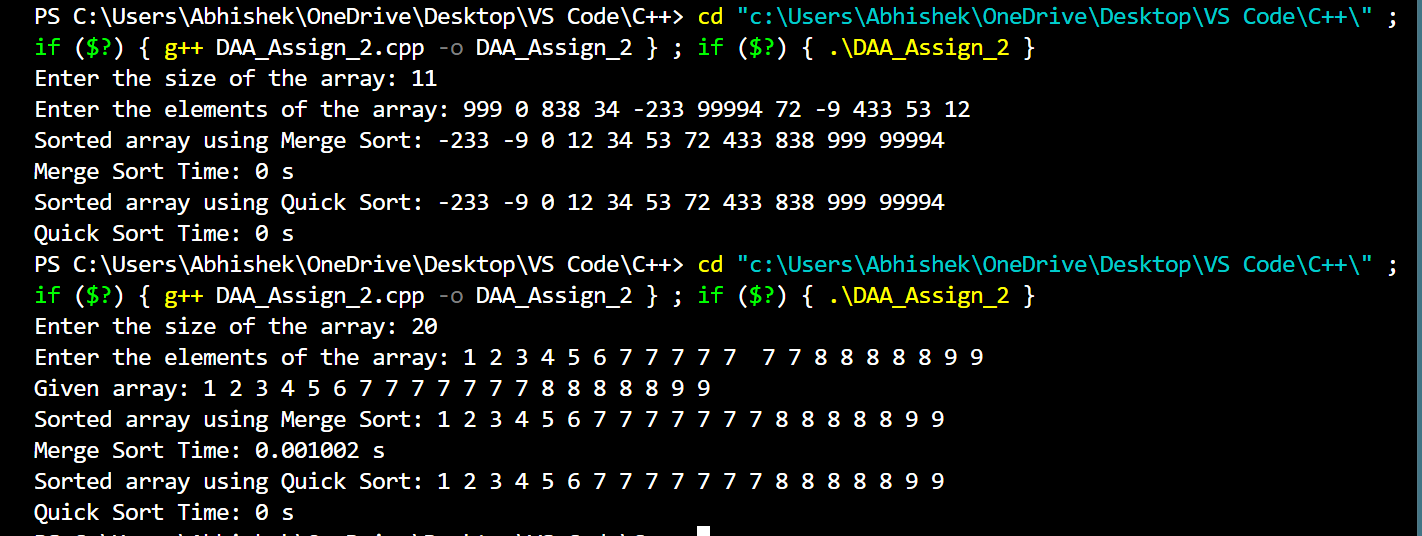 PS C:\Users\Abhishek\OneDrive\Desktop\VS Code\C++> cd "c:\Users\Abhishek\OneDrive\Desktop\VS Code\C++\" ;
if ($?) { g++ DAA_Assign_2.cpp -o DAA_Assign_2 } ; if ($?) { .\DAA_Assign_2 }
Enter the size of the array: 11
Enter the elements of the array: 999 0 838 34 -233 99994 72 -9 433 53 12
Sorted array using Merge Sort: -233 -9 0 12 34 53 72 433 838 999 99994
Merge Sort Time: 0 s
Sorted array using Quick Sort: -233 -9 0 12 34 53 72 433 838 999 99994
Quick Sort Time: 0 s
PS C:\Users\Abhishek\OneDrive\Desktop\VS Code\C++> cd "c:\Users\Abhishek\OneDrive\Desktop\VS Code\C++\" ;
if ($?) { g++ DAA_Assign_2.cpp -o DAA_Assign_2 } ; if ($?) { .\DAA_Assign_2 }
Enter the size of the array: 20
Enter the elements of the array: 1 2 3 4 5 6 7 7 7 7 7  7 7 8 8 8 8 8 9 9
Given array: 1 2 3 4 5 6 7 7 7 7 7 7 7 8 8 8 8 8 9 9
Sorted array using Merge Sort: 1 2 3 4 5 6 7 7 7 7 7 7 7 8 8 8 8 8 9 9
Merge Sort Time: 0.001002 s
Sorted array using Quick Sort: 1 2 3 4 5 6 7 7 7 7 7 7 7 8 8 8 8 8 9 9
Quick Sort Time: 0 s